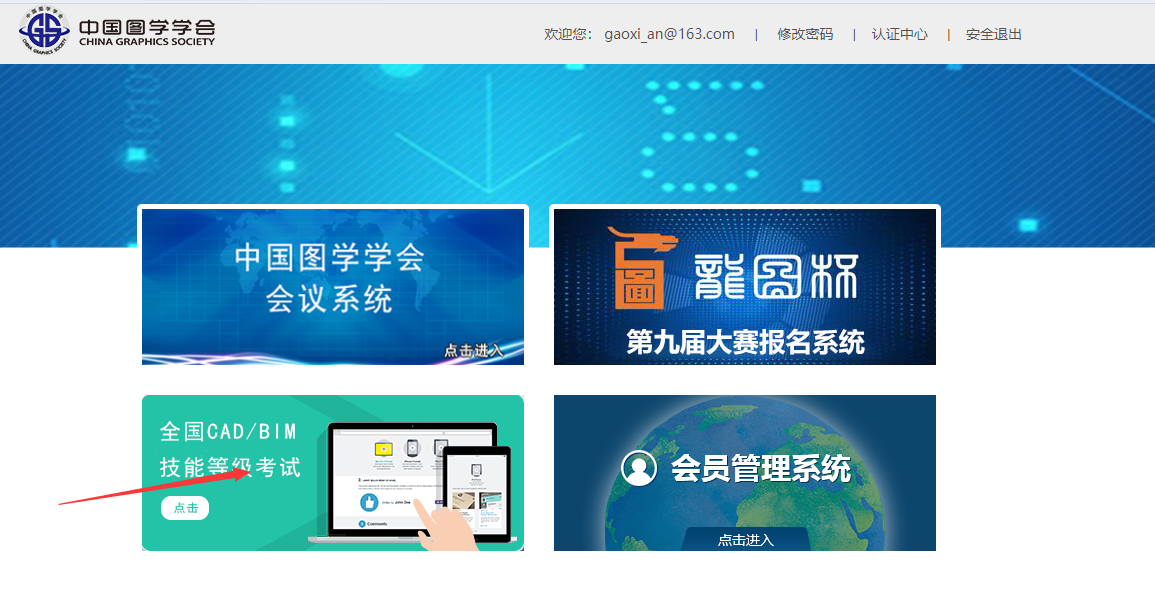 中国图学学会
CHINA GRAPHICS SOCIETY
欢迎您： gaoxi_an@163.com | 修改密码 | 认证中心 | 安全退出
中国图学学会
会议系统
点击进入
龍圖杯
第九届大赛报名系统
全国CAD/BIM
技能等级考试
点击
会员管理系统
点击进入